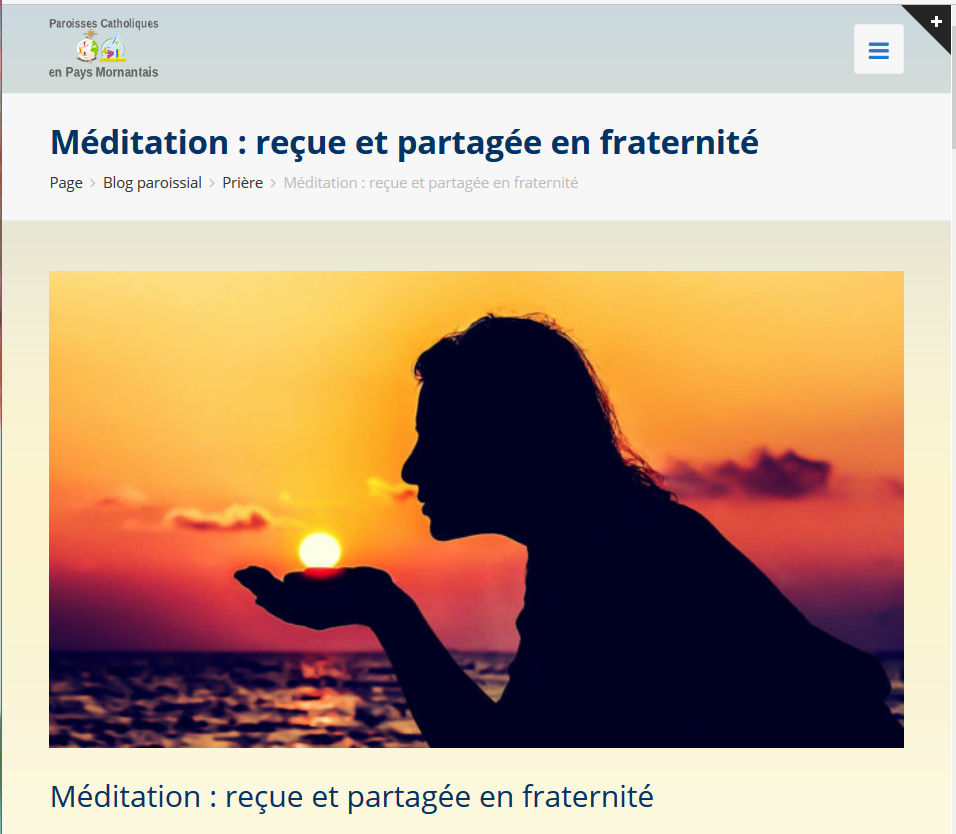 Paroisses Catholiques
en Pays Mornantais
Méditation : reçue et partagée en fraternité
Page > Blog paroissial > Prière > Méditation : reçue et partagée en fraternité
Méditation : reçue et partagée en fraternité